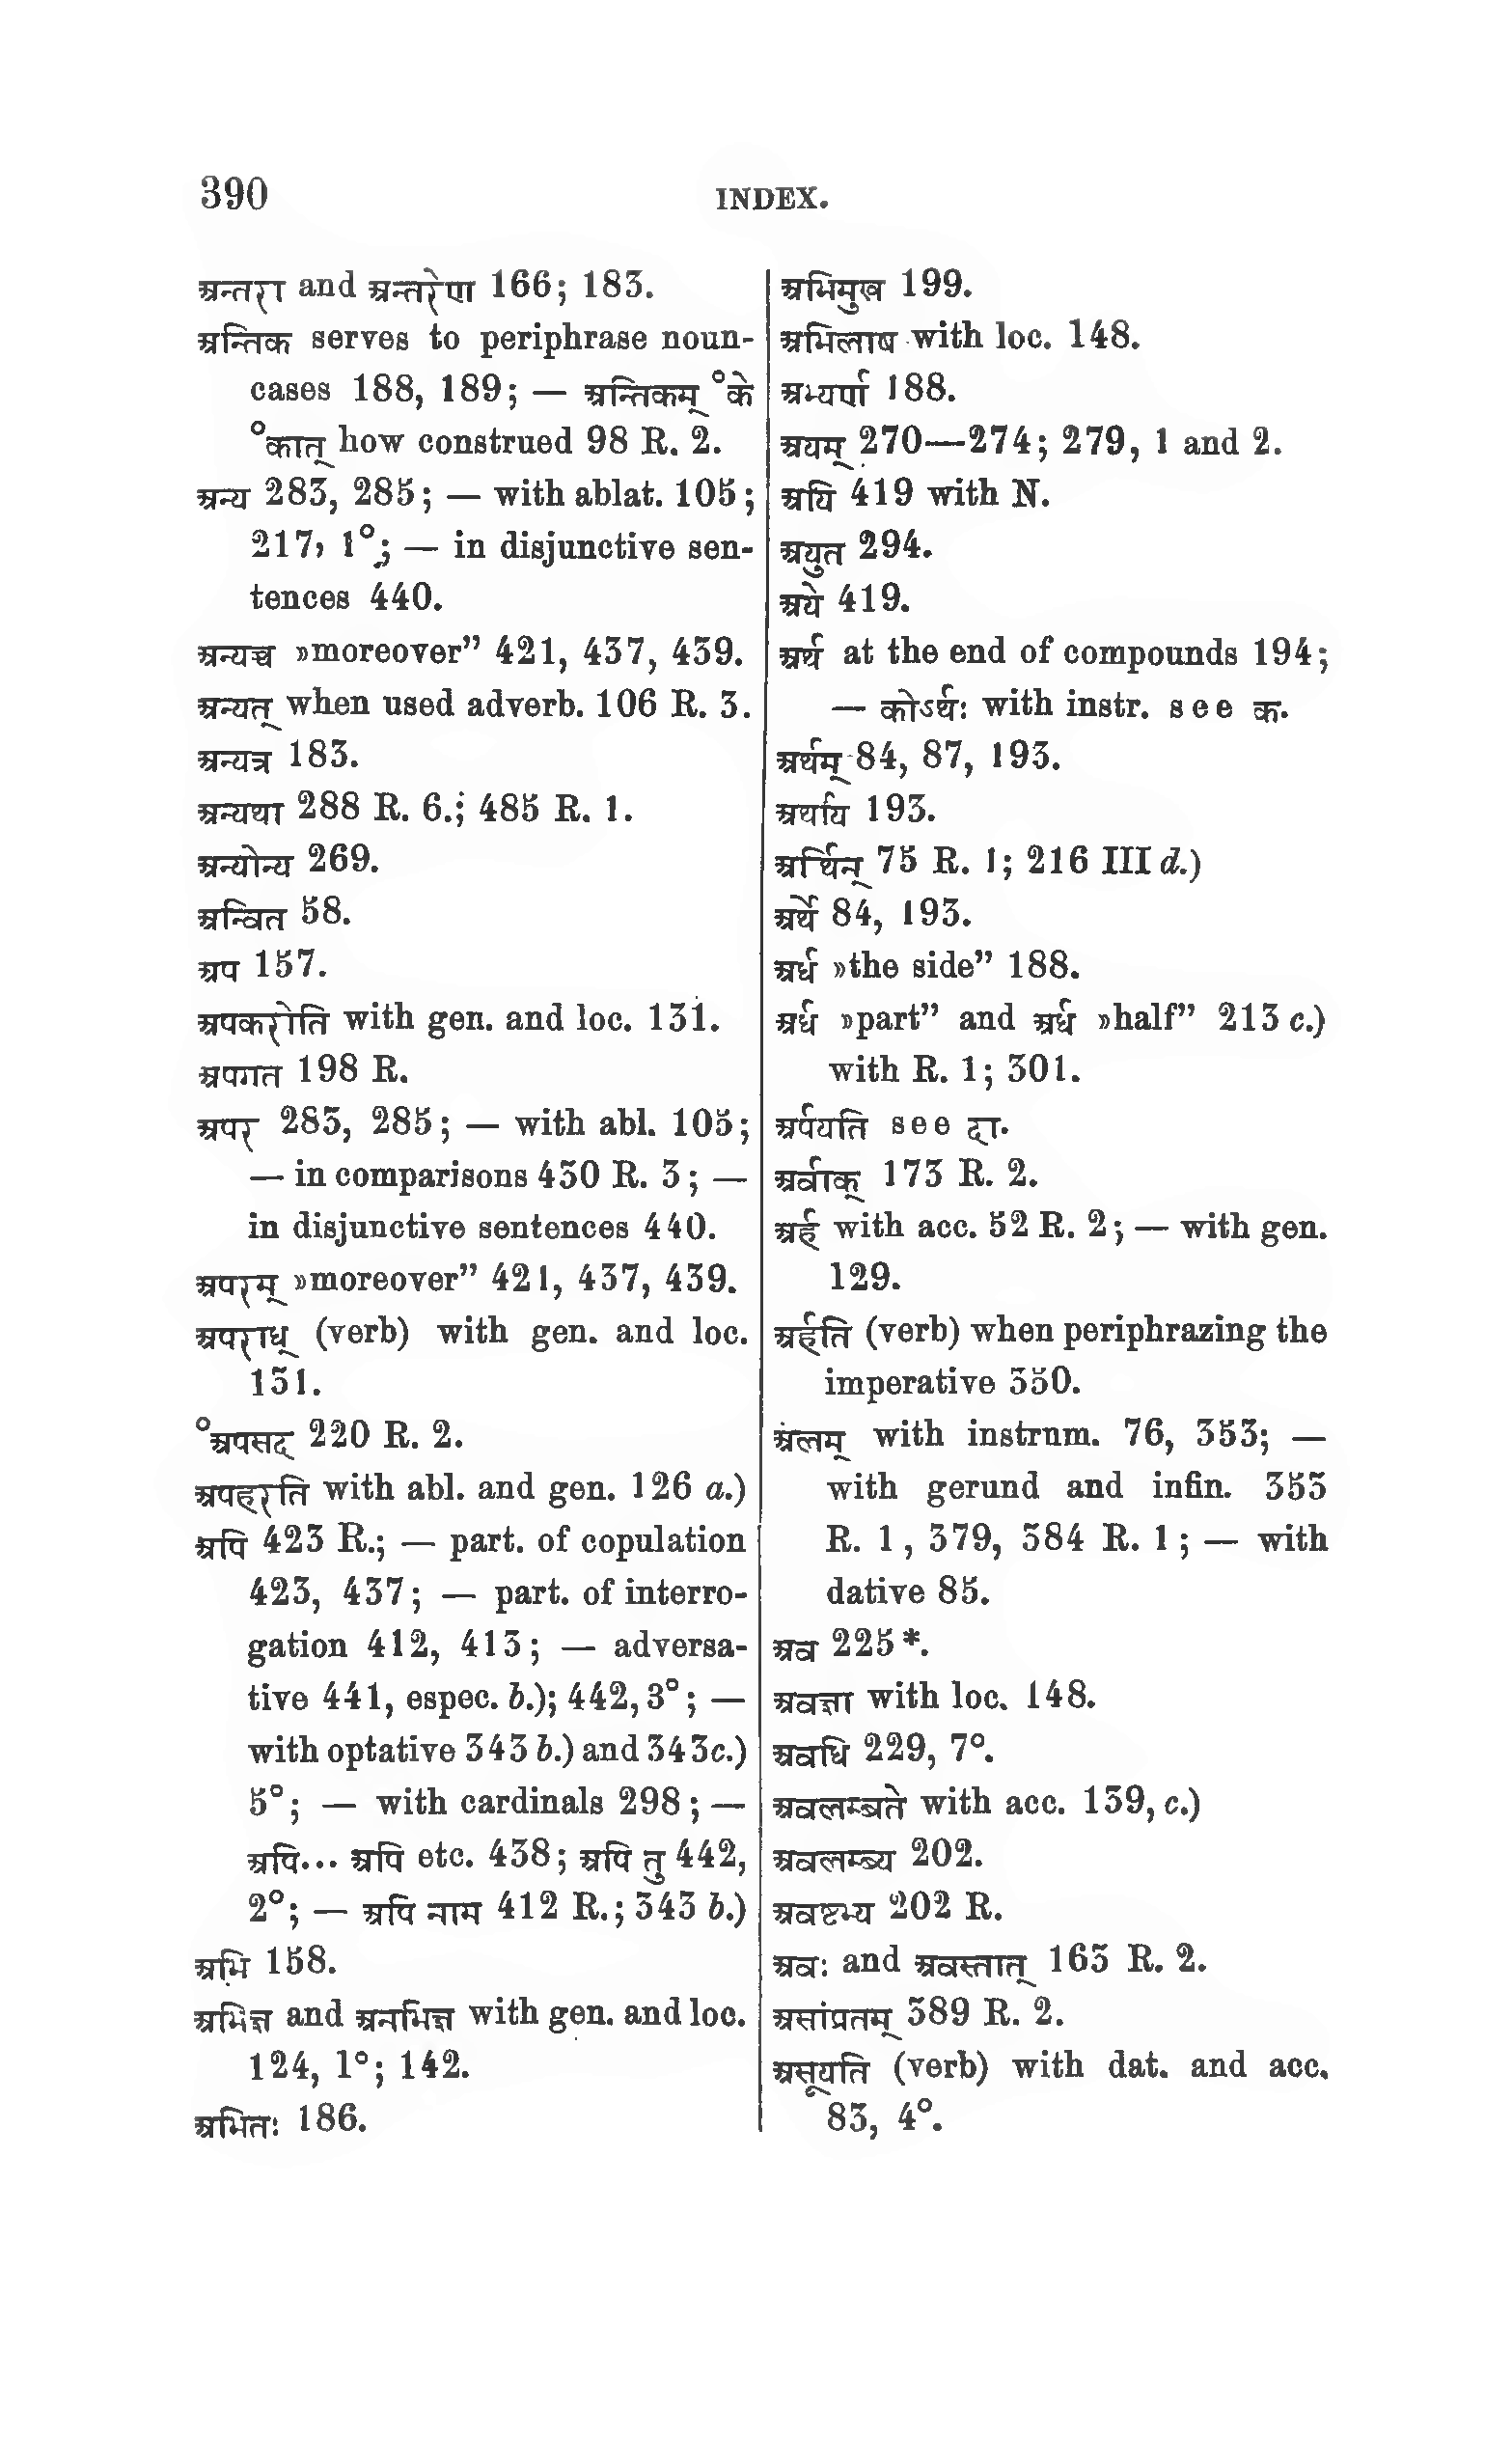 390
INDEX.
अन्तरा and अन्तरेण 166; 183.
अन्तिक serves to periphrase noun-
cases 188, 189; — अन्तिकम् °के
°कात् how construed 98 R. 2.
अन्य 283, 285; — with ablat. 105;
217, 1°; — in disjunctive sen-
tences 440.
अन्यच्च »moreover” 421, 437, 439.
अन्यत् when used adverb. 106 R. 3.
अन्यत्र 183.
अन्यथा 288 R. 6.; 485 R. 1.
अन्योन्य 269.
अन्वित 58.
अप 157.
अपकरोति with gen. and loc. 131.
अपगत 198 R.
अपर 283, 285; — with abl. 105;
— in comparisons 430 R. 3; —
in disjunctive sentences 440.
अपरम् »moreover” 421, 437, 439.
अपराध् (verb) with gen. and loc.
131.
°अपसद 220 R. 2.
अपहरति with abl. and gen. 126 a.)
अपि 423 R.; — part. of copulation
423, 437; — part. of interro-
gation 412, 413; — adversa-
tive 441, espec. b.); 442, 3°; —
with optative 343 b.) and 343c.)
5°; — with cardinals 298; —
अपि... अपि etc. 438; अपि तु 442,
2°; — अपि नाम 412 R.; 343 b.)
अभि 158.
अभिज्ञ and अनभिज्ञ with gen. and loc.
124, 1°; 142.
अभितः 186.
अभिमुख 199.
अभिलाष with loc. 148.
अभ्यर्ण 188.
अयम् 270—274; 279, 1 and 2.
अयि 419 with N.
अयुत 294.
अये 419.
अर्थ at the end of compounds 194;
— कोऽर्थः with instr. see क.
अर्थम् 84, 87, 193.
अर्थाय 193.
अर्थिन् 75 R. 1; 216 III d.)
अर्थे 84, 193.
अर्ध »the side” 188.
अर्ध »part” and अर्ध »half” 213 c.)
with R. 1; 301.
अर्पयति see दा.
अर्वाक् 173 R. 2.
अर्ह with acc. 52 R. 2; — with gen.
129.
अर्हति (verb) when periphrazing the
imperative 350.
अलम् with instrum. 76, 353; —
with gerund and infin. 353
R. 1, 379, 384 R. 1; — with
dative 85.
अव 225*.
अवज्ञा with loc. 148.
अवधि 229, 7°.
अवलम्बते with acc. 139, c.)
अवलम्ब्य 202.
अवष्टभ्य 202 R.
अवः and अवस्तात् 163 R. 2.
असांप्रतम् 389 R. 2.
असूयति (verb) with dat. and acc.
83, 4°.